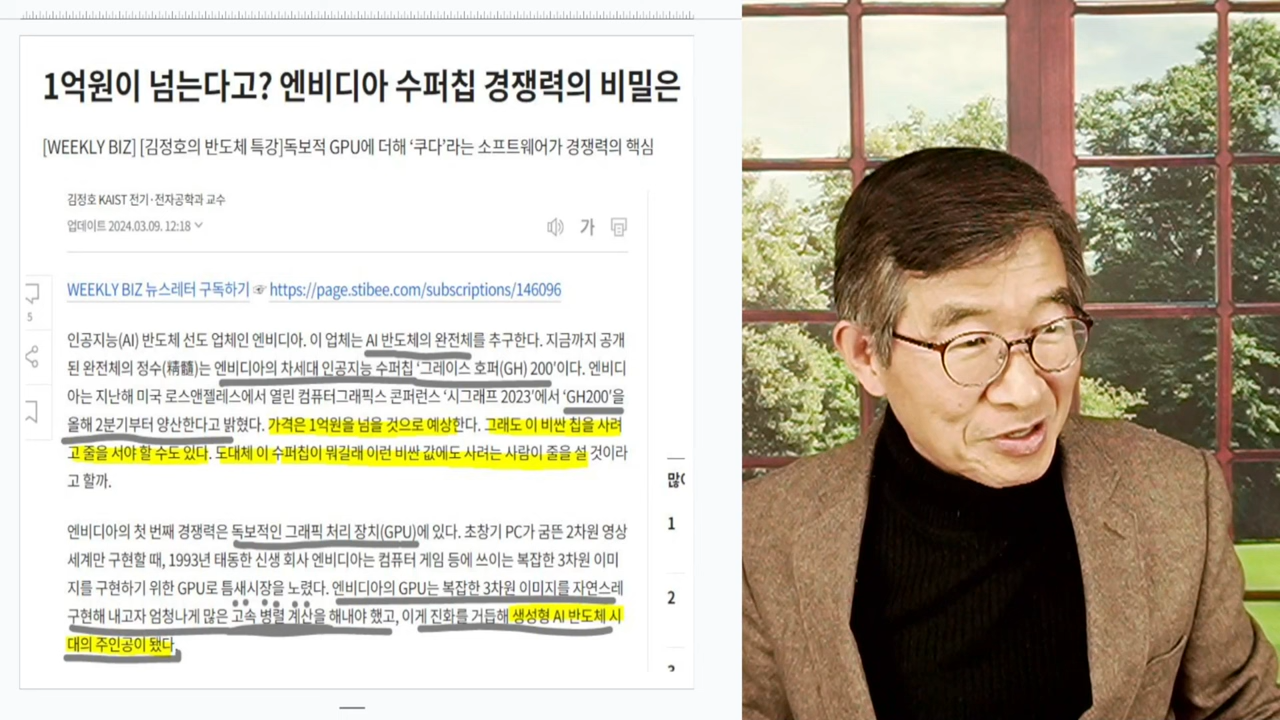 1억원이 넘는다고? 엔비디아 수퍼칩 경쟁력의 비밀은
[WEEKLY BIZ] [김정호의 반도체 특강]독보적 GPU에 더해 ‘쿠다’라는 소프트웨어가 경쟁력의 핵심
김정호 KAIST 전기·전자공학과 교수
업데이트 2024.03.09. 12:18
가
WEEKLY BIZ 뉴스레터 구독하기 ☞ https://page.stibee.com/subscriptions/146096
5
인공지능(AI) 반도체 선도 업체인 엔비디아. 이 업체는 AI 반도체의 완전체를 추구한다. 지금까지 공개
된 완전체의 정수(精髓)는 엔비디아의 차세대 인공지능 수퍼칩 ‘그레이스 호퍼(GH) 200’이다. 엔비디
아는 지난해 미국 로스앤젤레스에서 열린 컴퓨터그래픽스 콘퍼런스 ‘시그래프 2023’에서 ‘GH200’을
올해 2분기부터 양산한다고 밝혔다. 가격은 1억원을 넘을 것으로 예상한다. 그래도 이 비싼 칩을 사려
고 줄을 서야 할 수도 있다. 도대체 이 수퍼칩이 뭐길래 이런 비싼 값에도 사려는 사람이 줄을 설 것이라
고 할까.
엔비디아의 첫 번째 경쟁력은 독보적인 그래픽 처리 장치(GPU)에 있다. 초창기 PC가 굼뜬 2차원 영상
세계만 구현할 때, 1993년 태동한 신생 회사 엔비디아는 컴퓨터 게임 등에 쓰이는 복잡한 3차원 이미
지를 구현하기 위한 GPU로 틈새시장을 노렸다. 엔비디아의 GPU는 복잡한 3차원 이미지를 자연스레
구현해 내고자 엄청나게 많은 고속 병렬 계산을 해내야 했고, 이게 진화를 거듭해 생성형 AI 반도체 시
대의 주인공이 됐다.
1
2